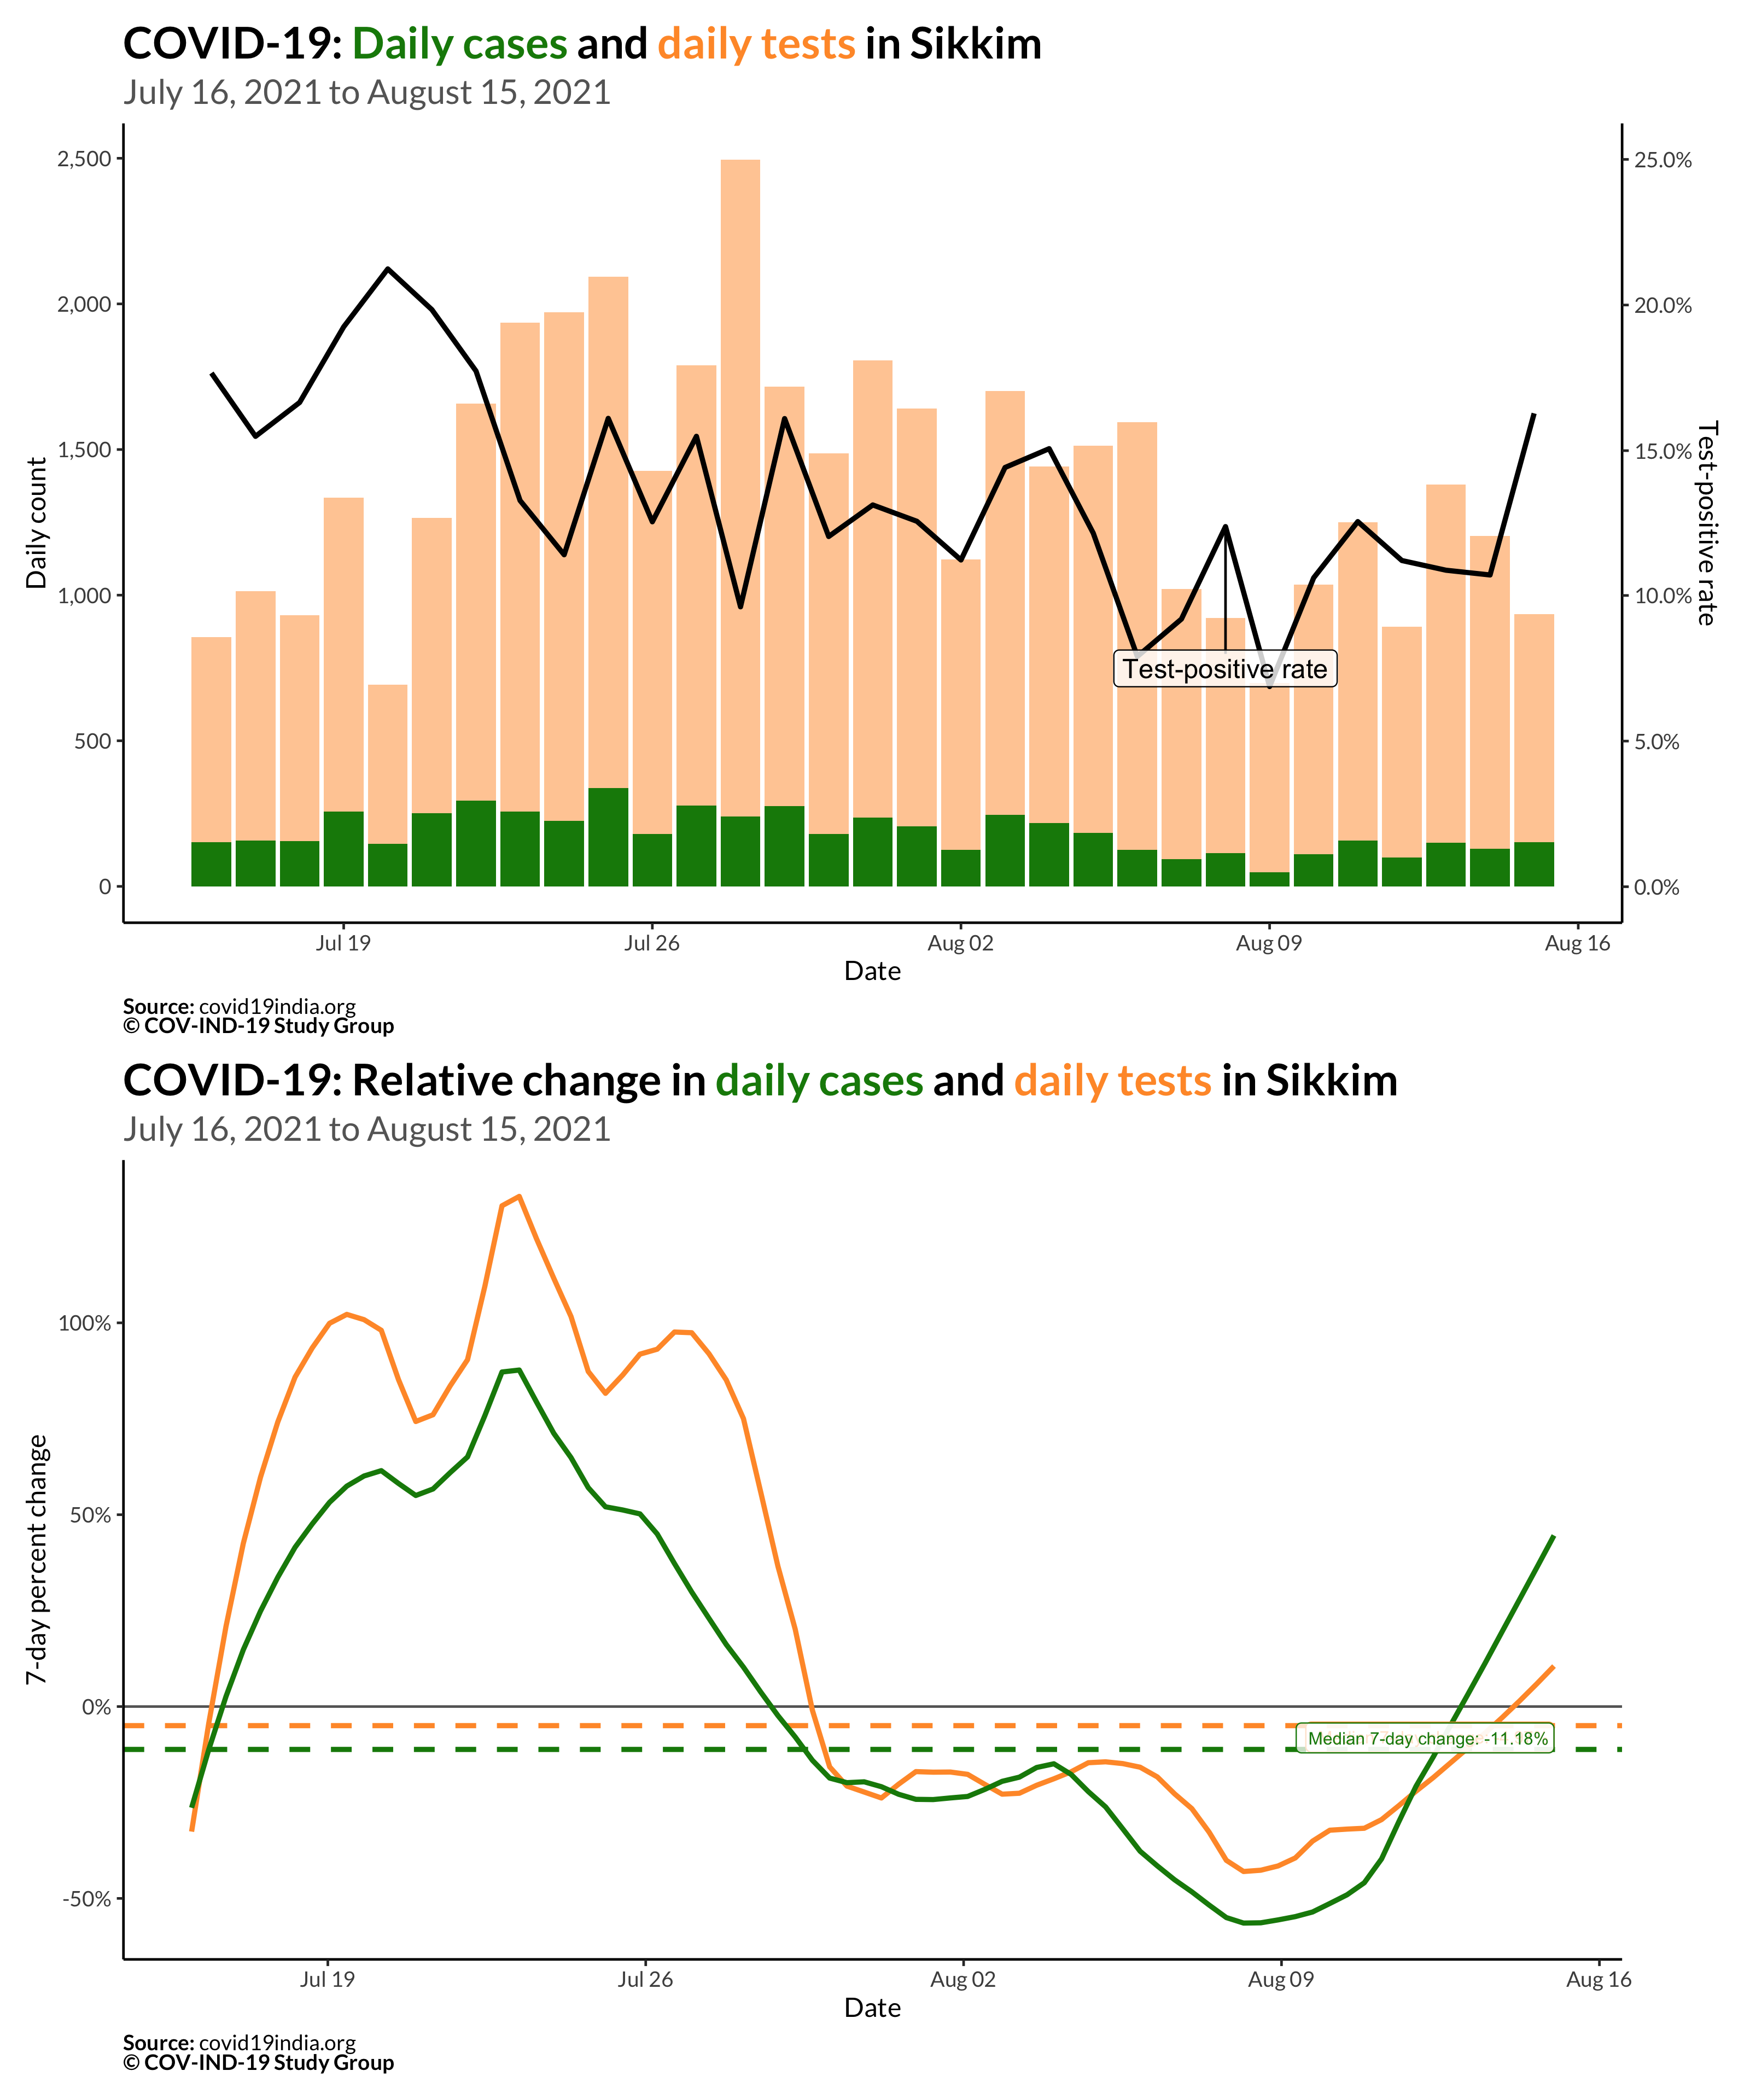 COVID-19: Daily cases and daily tests in Sikkim
July 16, 2021 to August 15, 2021
2,500
2,000
1,500
1,000
500
0
Daily count
25.0%
20.0%
15.0%
10.0%
5.0%
0.0%
Test-positive rate
Test-positive rate
Jul 19
Jul 26
Aug 02
Aug 09
Aug 16
Date
Source: covid19india.org
© COV-IND-19 Study Group
COVID-19: Relative change in daily cases and daily tests in Sikkim
July 16, 2021 to August 15, 2021
100%
50%
0%
-50%
7-day percent change
Median 7-day change: -11.18%
Jul 19
Jul 26
Aug 02
Aug 09
Aug 16
Date
Source: covid19india.org
© COV-IND-19 Study Group